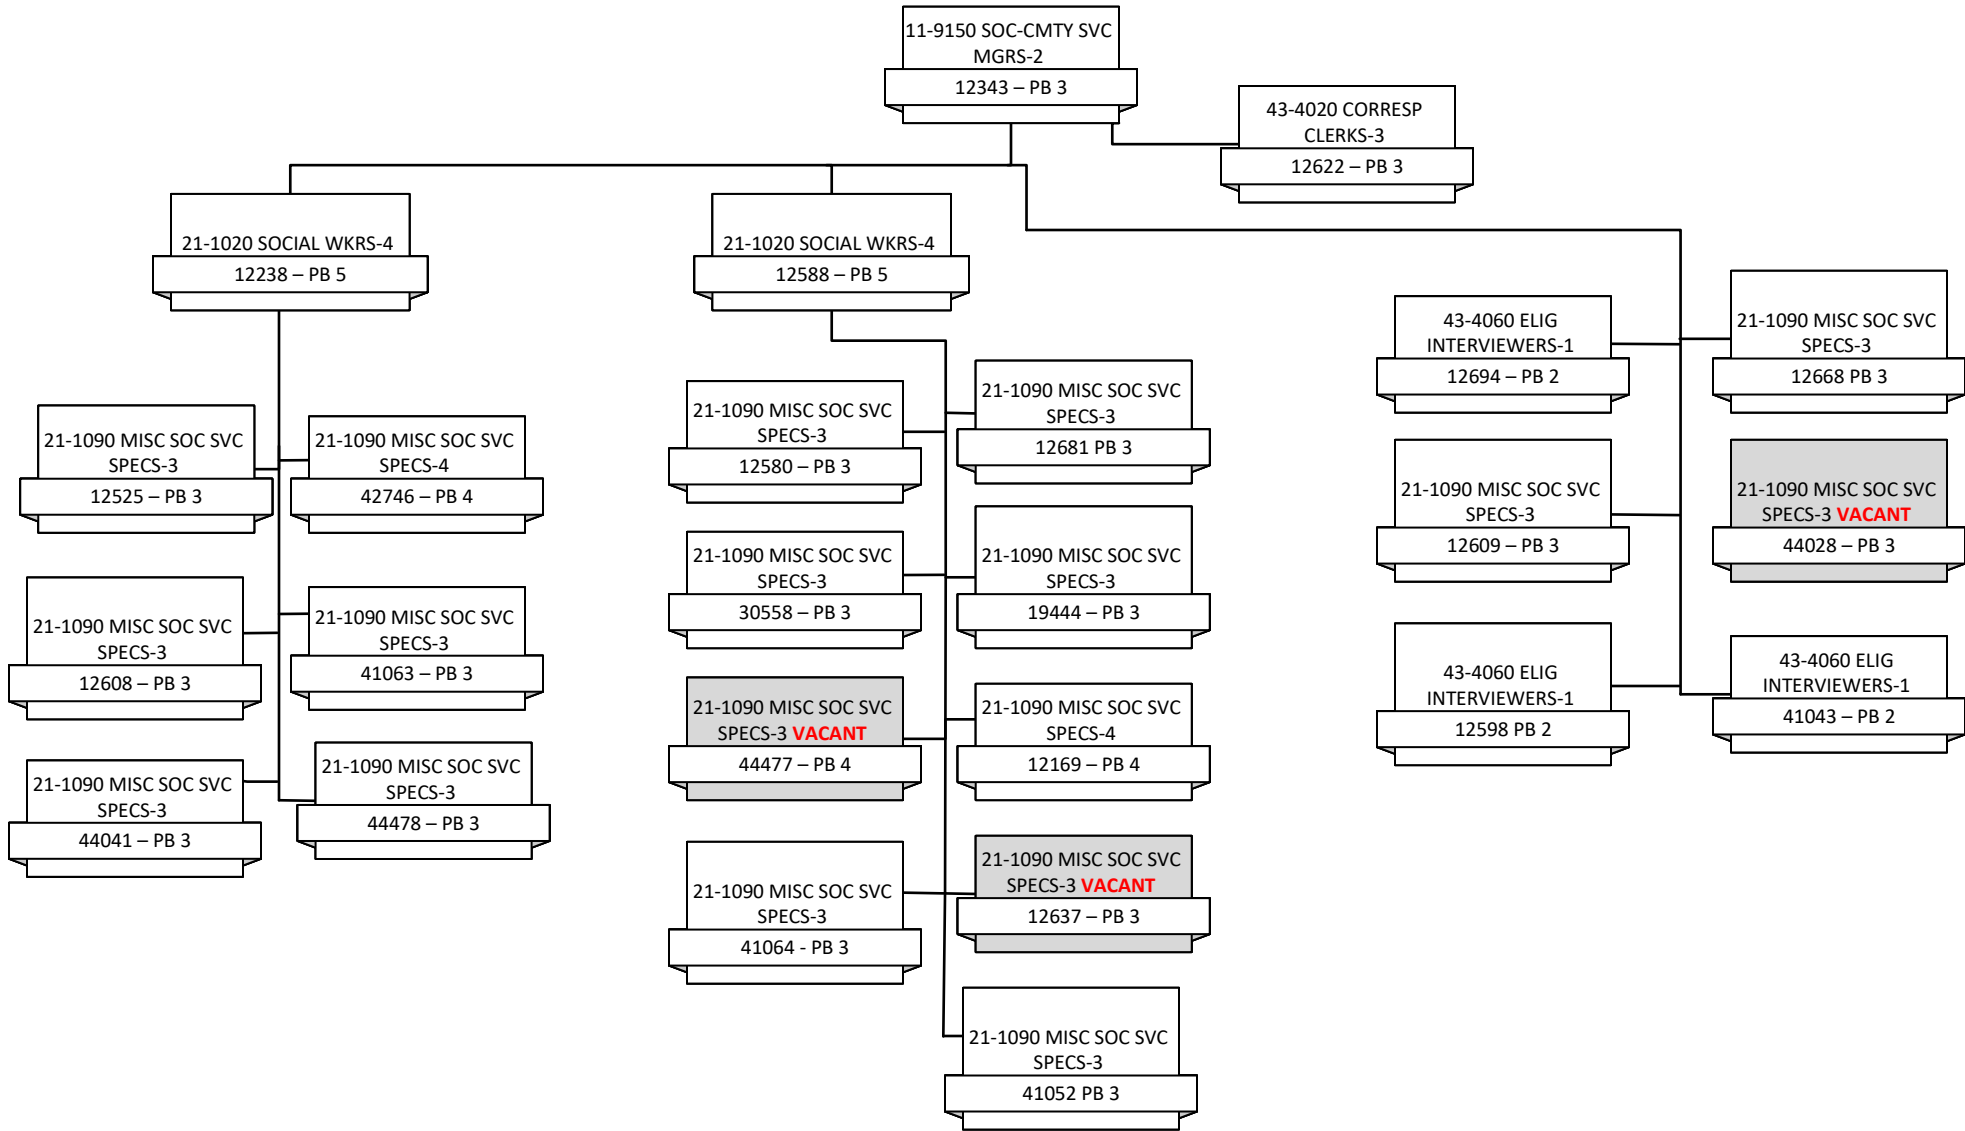 11-9150 SOC-CMTY SVC
MGRS-2
12343 – PB 3
43-4020 CORRESP
CLERKS-3
12622 – PB 3
21-1020 SOCIAL WKRS-4
12238 – PB 5
21-1020 SOCIAL WKRS-4
12588 – PB 5
21-1090 MISC SOC SVC
SPECS-3
12525 – PB 3
21-1090 MISC SOC SVC
SPECS-4
42746 – PB 4
21-1090 MISC SOC SVC
SPECS-3
12608 – PB 3
21-1090 MISC SOC SVC
SPECS-3
41063 – PB 3
21-1090 MISC SOC SVC
SPECS-3
44041 – PB 3
21-1090 MISC SOC SVC
SPECS-3
44478 – PB 3
21-1090 MISC SOC SVC
SPECS-3
12580 – PB 3
21-1090 MISC SOC SVC
SPECS-3
12681 PB 3
21-1090 MISC SOC SVC
SPECS-3
30558 – PB 3
21-1090 MISC SOC SVC
SPECS-3
19444 – PB 3
21-1090 MISC SOC SVC
SPECS-3 VACANT
44477 – PB 4
21-1090 MISC SOC SVC
SPECS-4
12169 – PB 4
21-1090 MISC SOC SVC
SPECS-3
41064 - PB 3
21-1090 MISC SOC SVC
SPECS-3 VACANT
12637 – PB 3
21-1090 MISC SOC SVC
SPECS-3
41052 PB 3
43-4060 ELIG
INTERVIEWERS-1
12694 – PB 2
21-1090 MISC SOC SVC
SPECS-3
12668 PB 3
21-1090 MISC SOC SVC
SPECS-3
12609 – PB 3
21-1090 MISC SOC SVC
SPECS-3 VACANT
44028 – PB 3
43-4060 ELIG
INTERVIEWERS-1
12598 PB 2
43-4060 ELIG
INTERVIEWERS-1
41043 – PB 2